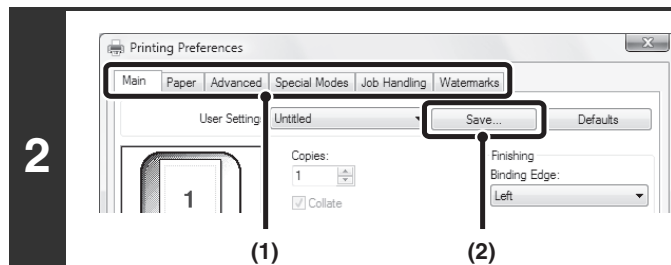 2
Printing Preferences
Main Paper Advanced Special Modes Job Handling Watermarks
User Setting Untitled Save... Defaults
Copies: Finishing
1 Binding Edge:
Collate Left
1
(1) (2)